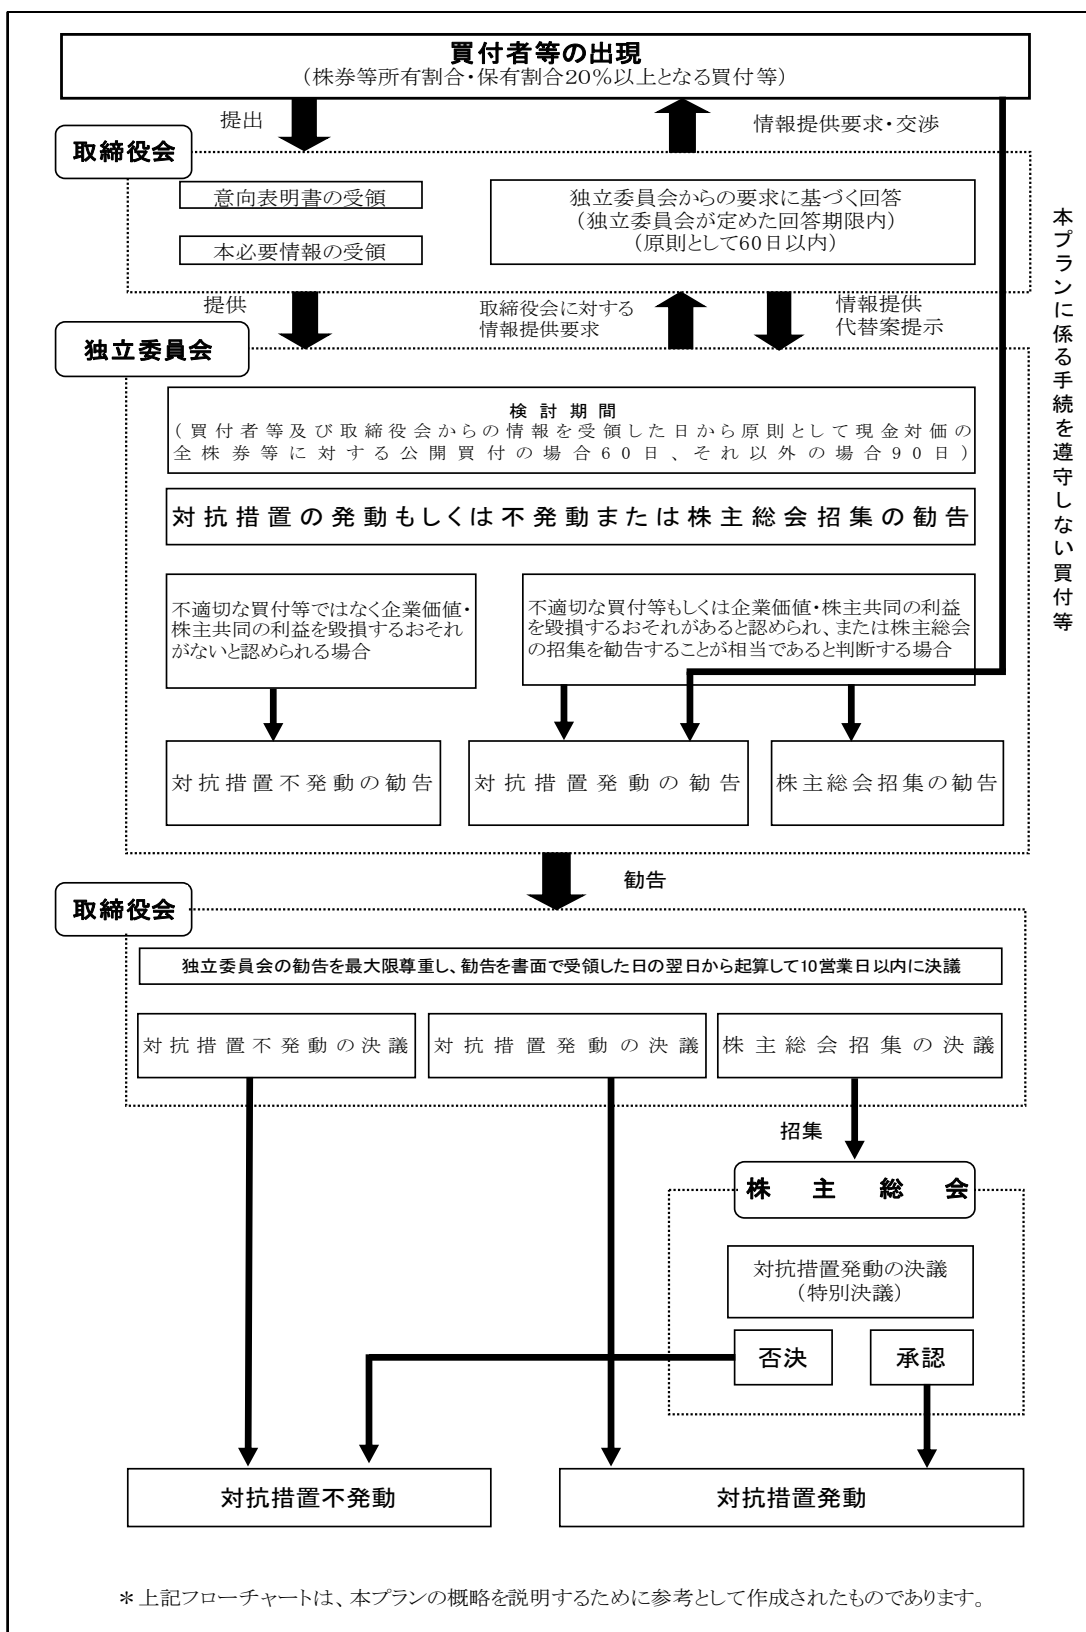 買付者等の出現
（株券等所有割合・保有割合20％以上となる買付等）
提出
情報提供要求・交渉
取締役会
意向表明書の受領
本必要情報の受領
独立委員会からの要求に基づく回答
（独立委員会が定めた回答期限内）
（原則として60日以内）
本プランに係る手続を遵守しない買付等
提供
取締役会に対する
情報提供要求
情報提供
代替案提示
独立委員会
検討期間
（買付者等及び取締役会からの情報を受領した日から原則として現金対価の
全株券等に対する公開買付の場合60日、それ以外の場合90日）
対抗措置の発動もしくは不発動または株主総会招集の勧告
不適切な買付等ではなく企業価値・
株主共同の利益を毀損するおそれ
がないと認められる場合
不適切な買付等もしくは企業価値・株主共同の利益
を毀損するおそれがあると認められ、または株主総会
の招集を勧告することが相当であると判断する場合
対抗措置不発動の勧告
対抗措置発動の勧告
株主総会招集の勧告
勧告
取締役会
独立委員会の勧告を最大限尊重し、勧告を書面で受領した日の翌日から起算して10営業日以内に決議
対抗措置不発動の決議
対抗措置発動の決議
株主総会招集の決議
招集
株主総会
対抗措置発動の決議
（特別決議）
否決
承認
対抗措置不発動
対抗措置発動
＊上記フローチャートは、本プランの概略を説明するために参考として作成されたものであります。